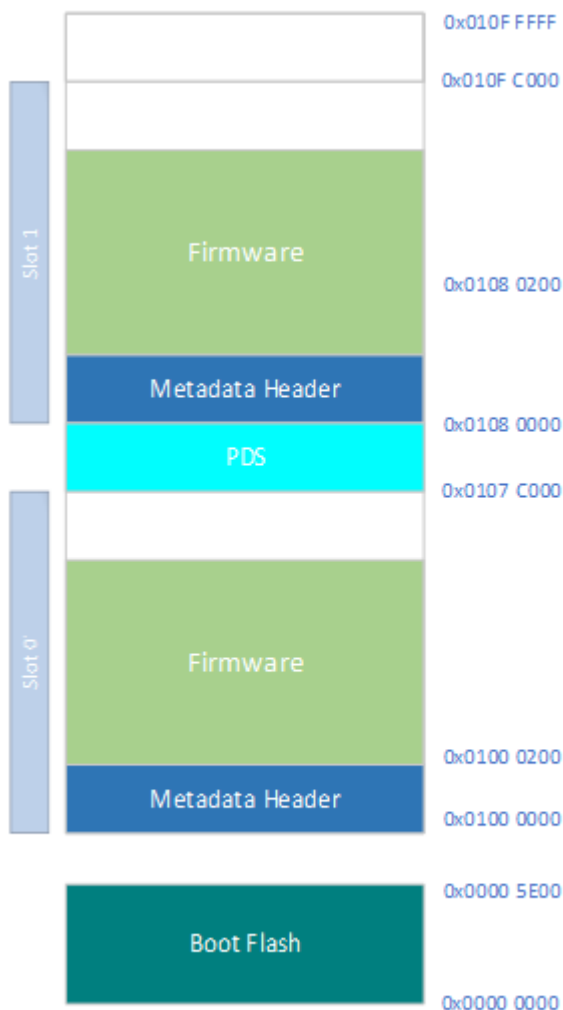 0x010F FFFF
0x010F C000
Slot 1
Firmware
0x0108 0200
Metadata Header
0x0108 0000
PDS
0x0107 C000
Slot 0
Firmware
0x0100 0200
Metadata Header
0x0100 0000
0x0000 5E00
Boot Flash
0x0000 0000